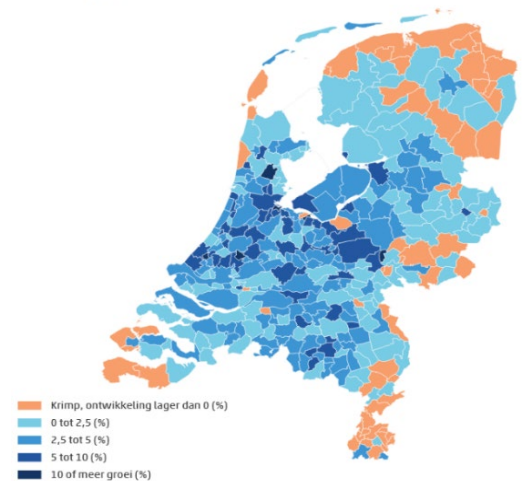 Krimp, ontwikkeling lager dan 0 (%)
0 tot 2,5 (%)
2,5 tot 5 (%)
5 tot 10 (%)
10 of meer groei (%)